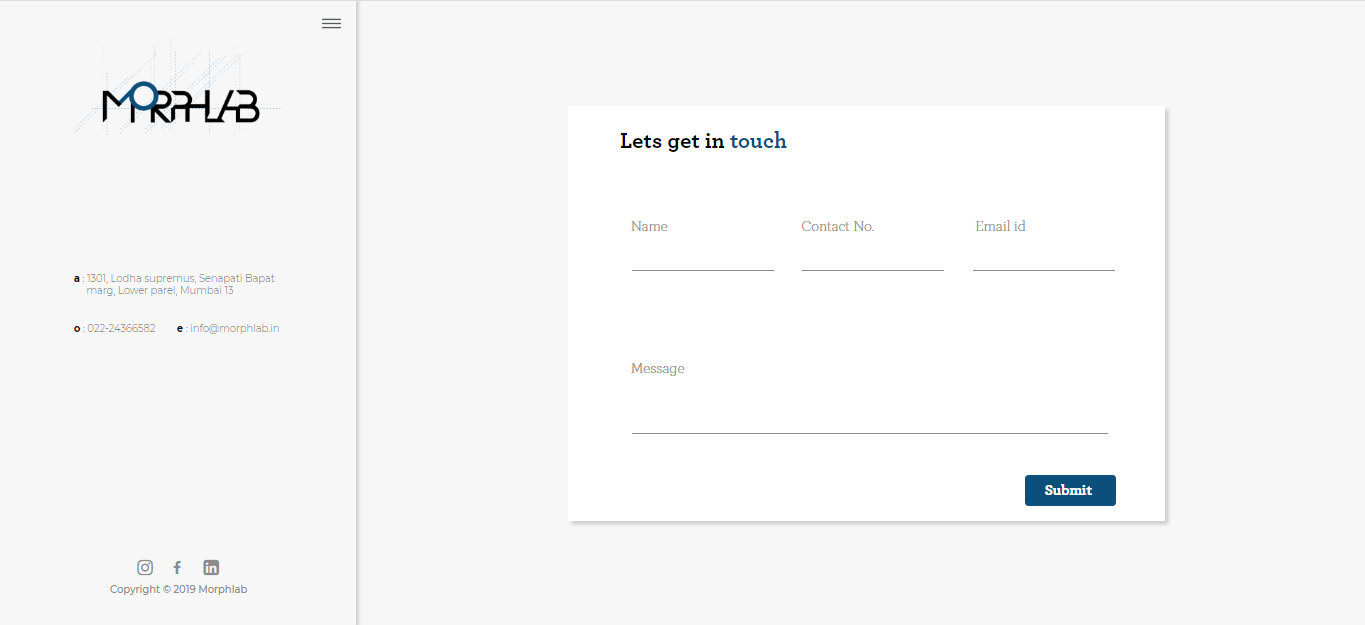 MORPHLAB
a : 1301, Lodha supremus, Senapati Bapat
marg, Lower parel, Mumbai 13
o : 022-24366582 e : info@morphlab.in
Copyright © 2019 Morphlab
Lets get in touch
Name Contact No. Email id
Message
Submit